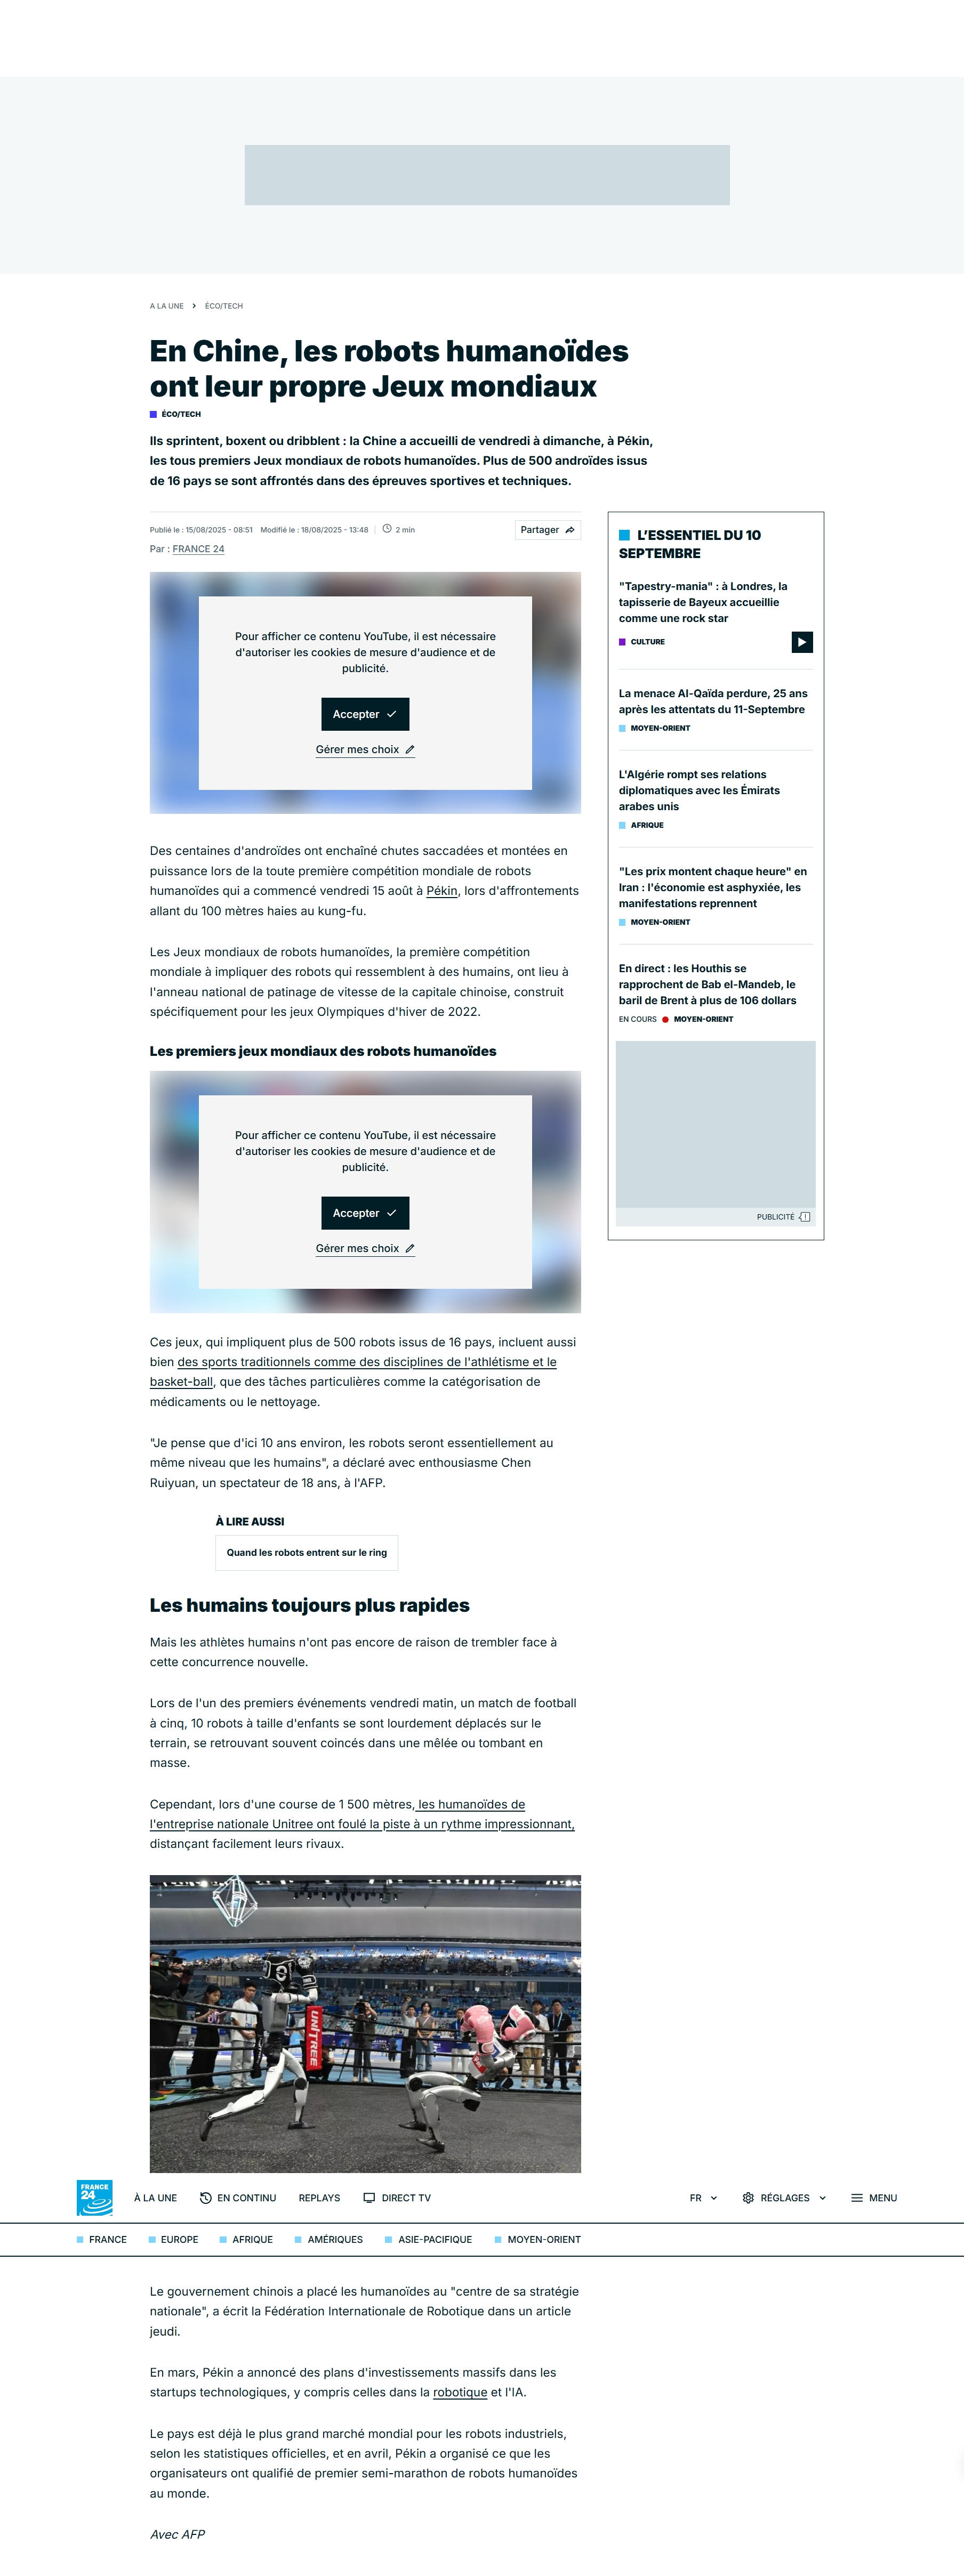 A LA UNE > ÉCO/TECH
En Chine, les robots humanoïdes
ont leur propre Jeux mondiaux
ÉCO/TECH
Ils sprintent, boxent ou dribblent : la Chine a accueilli de vendredi à dimanche, à Pékin,
les tous premiers Jeux mondiaux de robots humanoïdes. Plus de 500 androïdes issus
de 16 pays se sont affrontés dans des épreuves sportives et techniques.
Publié le : 15/08/2025 - 08:51 Modifié le : 18/08/2025 - 13:48 2 min
Partager
Par : FRANCE 24
Pour afficher ce contenu YouTube, il est nécessaire
d'autoriser les cookies de mesure d'audience et de
publicité.
Accepter
Gérer mes choix
Des centaines d'androïdes ont enchaîné chutes saccadées et montées en
puissance lors de la toute première compétition mondiale de robots
humanoïdes qui a commencé vendredi 15 août à Pékin, lors d'affrontements
allant du 100 mètres haies au kung-fu.
Les Jeux mondiaux de robots humanoïdes, la première compétition
mondiale à impliquer des robots qui ressemblent à des humains, ont lieu à
l'anneau national de patinage de vitesse de la capitale chinoise, construit
spécifiquement pour les jeux Olympiques d'hiver de 2022.
Les premiers jeux mondiaux des robots humanoïdes
Pour afficher ce contenu YouTube, il est nécessaire
d'autoriser les cookies de mesure d'audience et de
publicité.
Accepter
Gérer mes choix
Ces jeux, qui impliquent plus de 500 robots issus de 16 pays, incluent aussi
bien des sports traditionnels comme des disciplines de l'athlétisme et le
basket-ball, que des tâches particulières comme la catégorisation de
médicaments ou le nettoyage.
"Je pense que d'ici 10 ans environ, les robots seront essentiellement au
même niveau que les humains", a déclaré avec enthousiasme Chen
Ruiyuan, un spectateur de 18 ans, à l'AFP.
À LIRE AUSSI
Quand les robots entrent sur le ring
Les humains toujours plus rapides
Mais les athlètes humains n'ont pas encore de raison de trembler face à
cette concurrence nouvelle.
Lors de l'un des premiers événements vendredi matin, un match de football
à cinq, 10 robots à taille d'enfants se sont lourdement déplacés sur le
terrain, se retrouvant souvent coincés dans une mêlée ou tombant en
masse.
Cependant, lors d'une course de 1 500 mètres, les humanoïdes de
l'entreprise nationale Unitree ont foulé la piste à un rythme impressionnant,
distançant facilement leurs rivaux.
UNITREE
L'ESSENTIEL DU 10
SEPTEMBRE
"Tapestry-mania" : à Londres, la
tapisserie de Bayeux accueillie
comme une rock star
CULTURE
La menace Al-Qaïda perdure, 25 ans
après les attentats du 11-Septembre
MOYEN-ORIENT
L'Algérie rompt ses relations
diplomatiques avec les Émirats
arabes unis
AFRIQUE
"Les prix montent chaque heure" en
Iran : l'économie est asphyxiée, les
manifestations reprennent
MOYEN-ORIENT
En direct : les Houthis se
rapprochent de Bab el-Mandeb, le
baril de Brent à plus de 106 dollars
EN COURS MOYEN-ORIENT
PUBLICITÉ
FRANCE
24
À LA UNE EN CONTINU REPLAYS DIRECT TV FR RÉGLAGES MENU
FRANCE EUROPE AFRIQUE AMÉRIQUES ASIE-PACIFIQUE MOYEN-ORIENT
Le gouvernement chinois a placé les humanoïdes au "centre de sa stratégie
nationale", a écrit la Fédération Internationale de Robotique dans un article
jeudi.
En mars, Pékin a annoncé des plans d'investissements massifs dans les
startups technologiques, y compris celles dans la robotique et l'IA.
Le pays est déjà le plus grand marché mondial pour les robots industriels,
selon les statistiques officielles, et en avril, Pékin a organisé ce que les
organisateurs ont qualifié de premier semi-marathon de robots humanoïdes
au monde.
Avec AFP